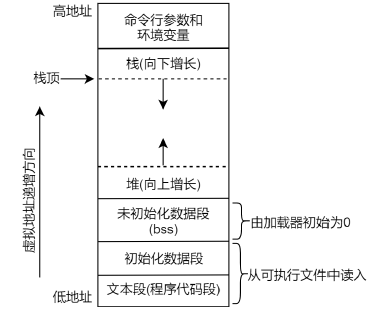 高地址
命令行参数和
环境变量
栈(向下增长)
栈顶
虚拟地址递增方向
堆(向上增长)
未初始化数据段
(bss)
由加载器初始为0
初始化数据段
从可执行文件中读入
文本段(程序代码段)
低地址